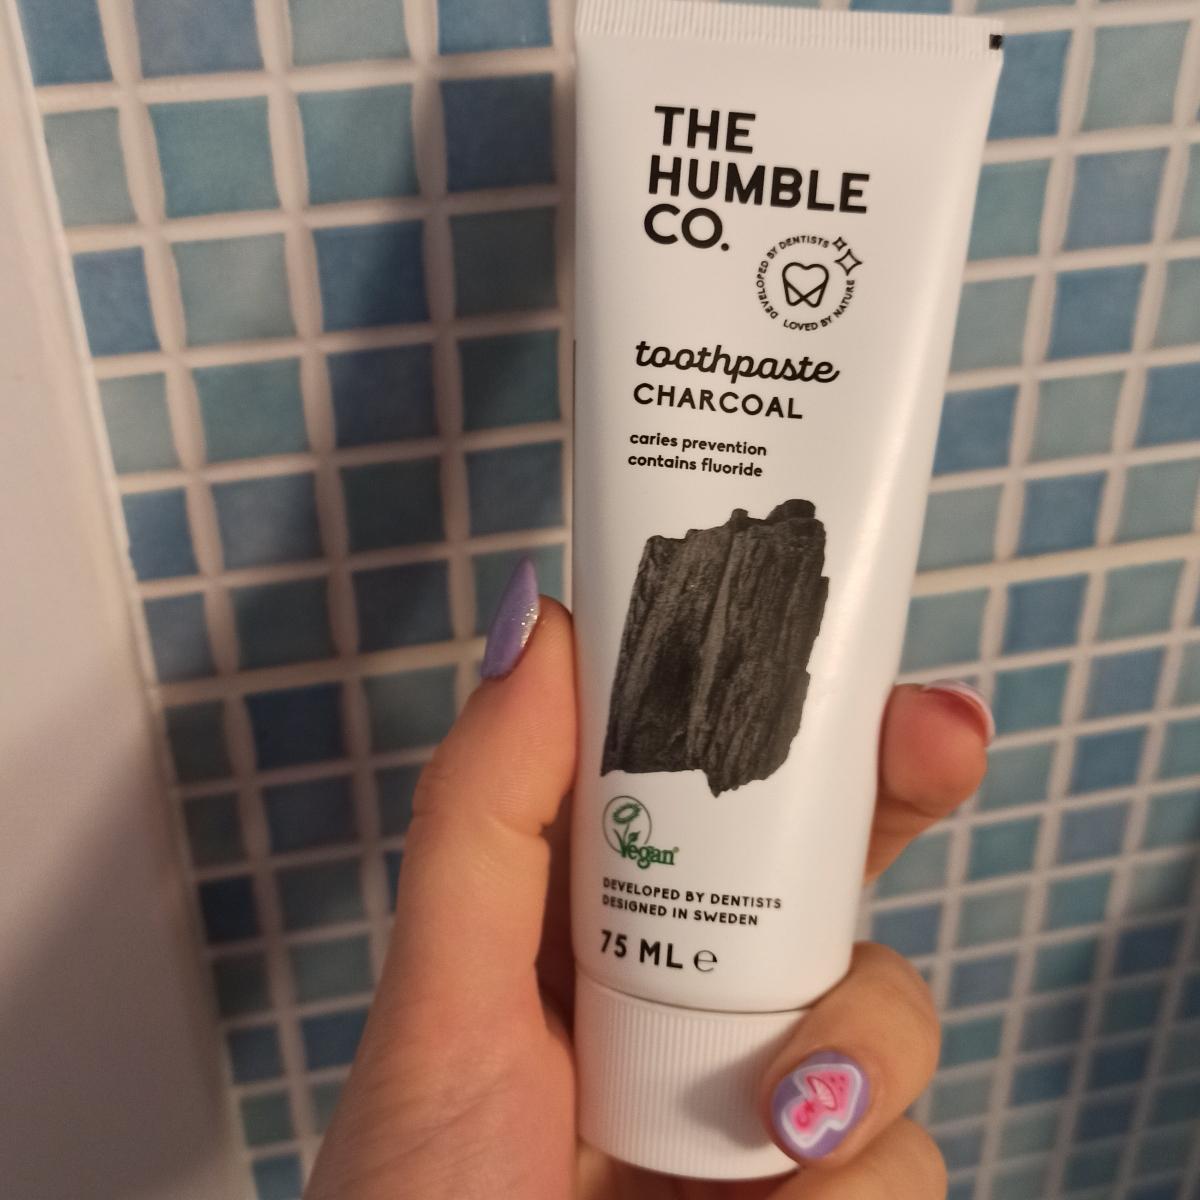 THE
HUMBLE
CO.
DEVELOPED BY DENTISTS
LOVED BY NATURE
toothpaste
CHARCOAL
caries prevention
contains fluoride
Vegan
DEVELOPED BY DENTISTS
DESIGNED IN SWEDEN
75 ML ℮